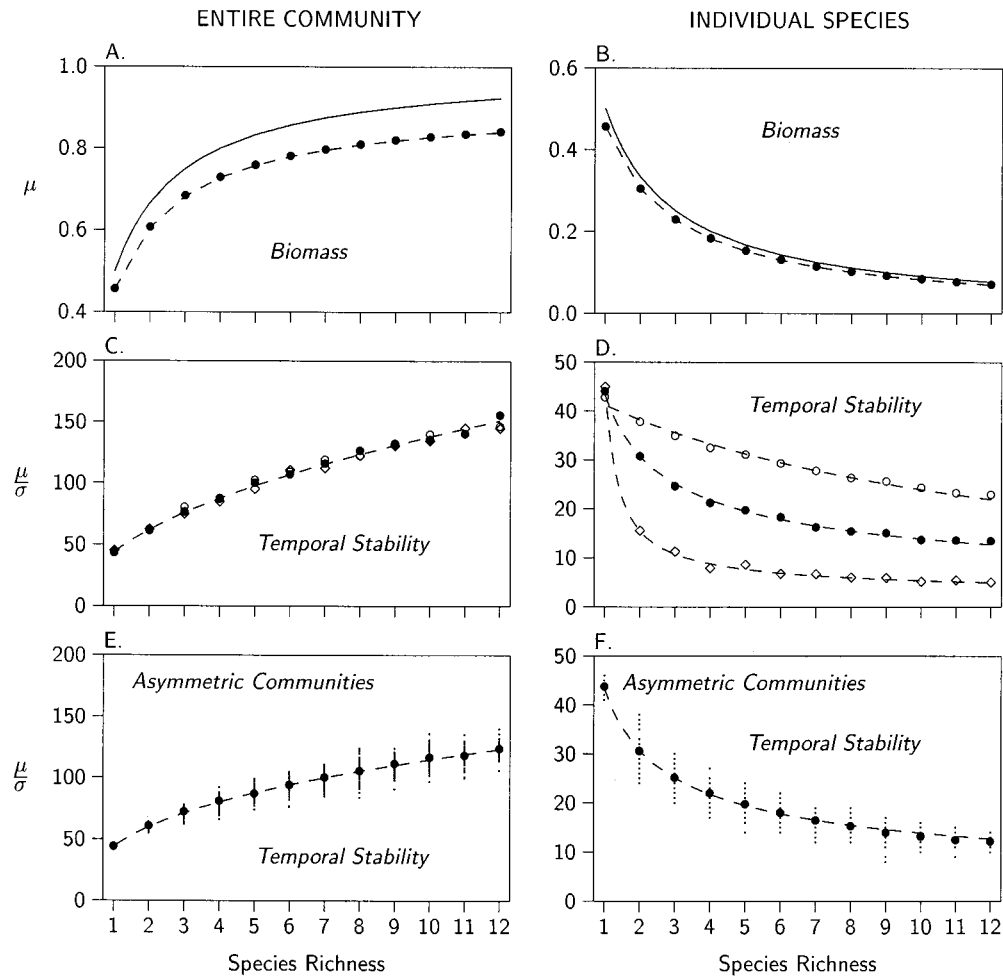 ENTIRE COMMUNITY
INDIVIDUAL SPECIES
A.
1.0
0.8
0.6
0.4
μ
Biomass
B.
0.6
0.4
0.2
0.0
Biomass
C.
200
150
100
50
0
μ
σ
Temporal Stability
D.
50
40
30
20
10
0
Temporal Stability
E.
200
150
100
50
0
μ
σ
Asymmetric Communities
Temporal Stability
1 2 3 4 5 6 7 8 9 10 11 12
Species Richness
F.
50
40
30
20
10
0
Asymmetric Communities
Temporal Stability
1 2 3 4 5 6 7 8 9 10 11 12
Species Richness